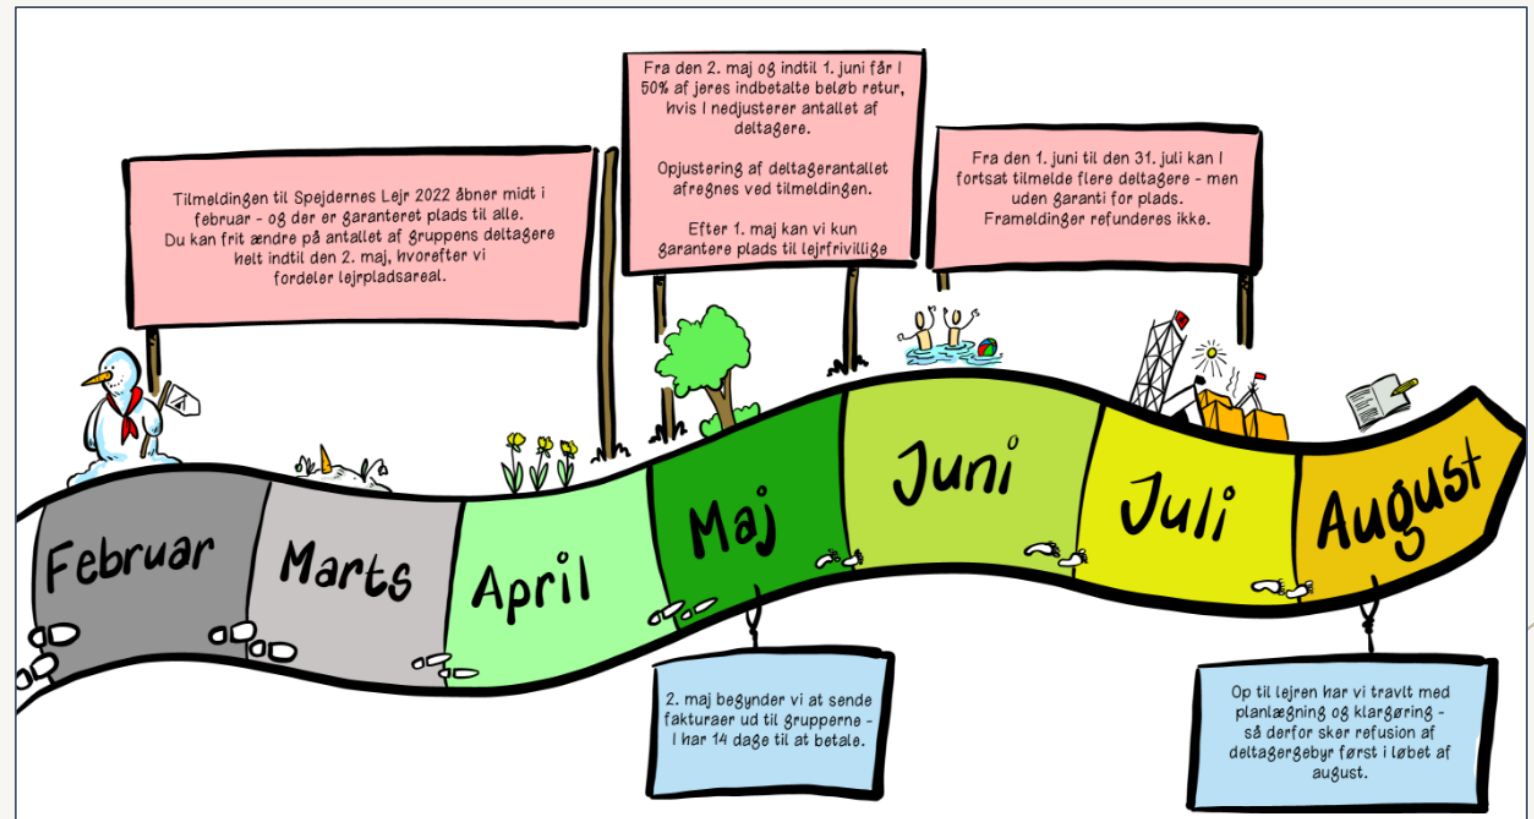 Tilmeldingen til Spejdernes Lejr 2022 åbner midt i
februar - og der er garanteret plads til alle.
Du kan frit ændre på antallet af gruppens deltagere
helt indtil den 2. maj, hvorefter vi
fordeler lejrpladsareal.
Fra den 2. maj og indtil 1. juni får I
50% af jeres indbetalte beløb retur,
hvis I nedjusterer antallet af
deltagere.
Opjustering af deltagerantallet
afregnes ved tilmeldingen.
Efter 1. maj kan vi kun
garantere plads til lejrfrivillige
Fra den 1. juni til den 31. juli kan I
fortsat tilmelde flere deltagere - men
uden garanti for plads.
Frameldinger refunderes ikke.
Februar
Marts
April
Maj
Juni
Juli
August
2. maj begynder vi at sende
fakturaer ud til grupperne -
I har 14 dage til at betale.
Op til lejren har vi travlt med
planlægning og klargøring -
så derfor sker refusion af
deltagergebyr først i løbet af
august.